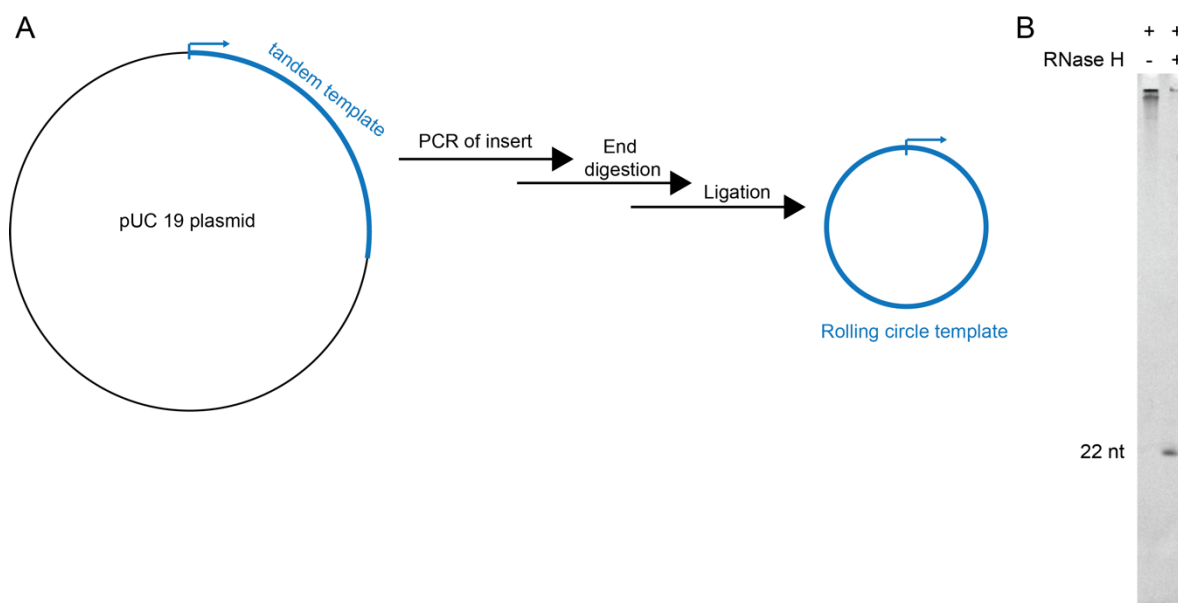 A
tandem template
pUC 19 plasmid
PCR of insert
End
digestion
Ligation
Rolling circle template
B
+ +
RNase H - +
22 nt